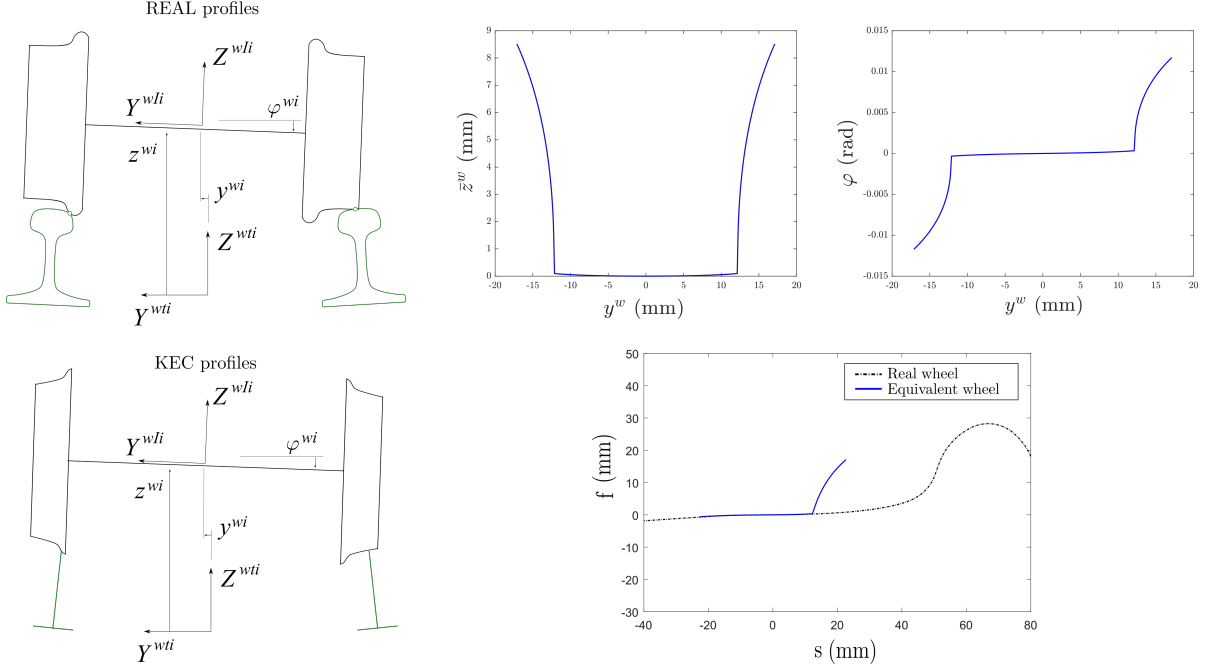 REAL profiles
Z^{wIi}
Y^{wIi}
φ^{wi}
z^{wi}
y^{wi}
Z^{wti}
Y^{wti}
9
8
7
6
5
4
3
2
1
0
z̄^w (mm)
-20 -15 -10 -5 0 5 10 15 20
y^w (mm)
0.015
0.01
0.005
0
-0.005
-0.01
-0.015
φ (rad)
-20 -15 -10 -5 0 5 10 15 20
y^w (mm)
KEC profiles
Z^{wIi}
Y^{wIi}
φ^{wi}
z^{wi}
y^{wi}
Z^{wti}
Y^{wti}
50
40
30
20
10
0
-10
-20
-30
f (mm)
Real wheel
Equivalent wheel
-40 -20 0 20 40 60 80
s (mm)